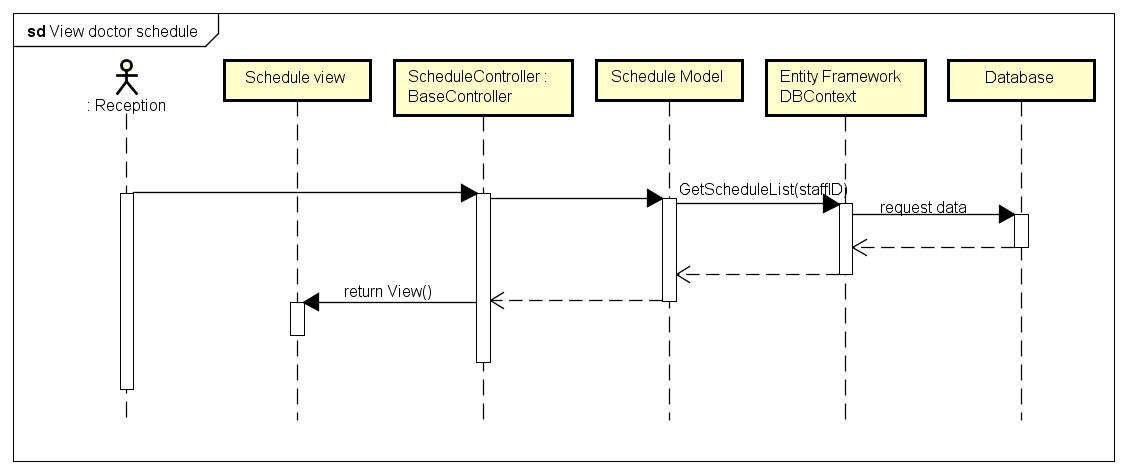 sd View doctor schedule
: Reception
Schedule view
ScheduleController :
BaseController
Schedule Model
Entity Framework
DBContext
Database
GetScheduleList(staffID)
request data
return View()